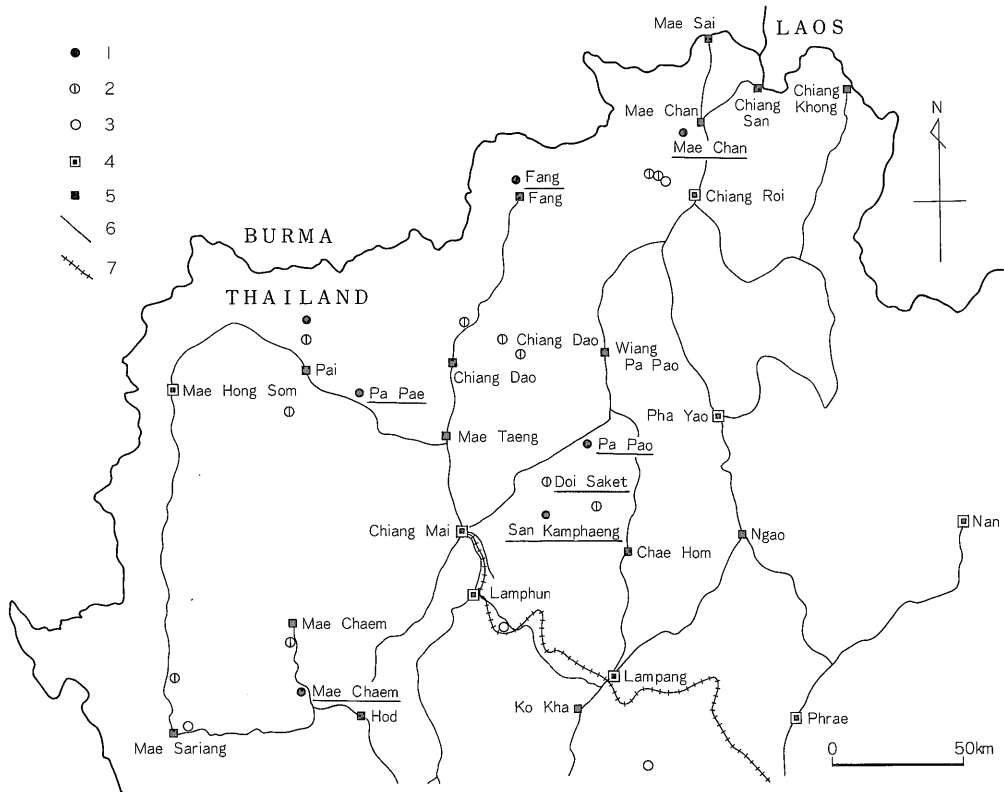 Mae Sai
LAOS
1
2
3
4
5
6
7
Chiang
San
Chiang
Khong
Mae Chan
Mae Chan
N
Fang
Fang
Chiang Roi
BURMA
THAILAND
Chiang Dao
Wiang
Pa Pao
Chiang Dao
Pai
Mae Hong Som
Pa Pae
Pha Yao
Mae Taeng
Pa Pao
Doi Saket
San Kamphaeng
Chiang Mai
Nan
Ngao
Chae Hom
Lamphun
Mae Chaem
Lampang
Mae Chaem
Ko Kha
Hod
Phrae
Mae Sariang
0 50km